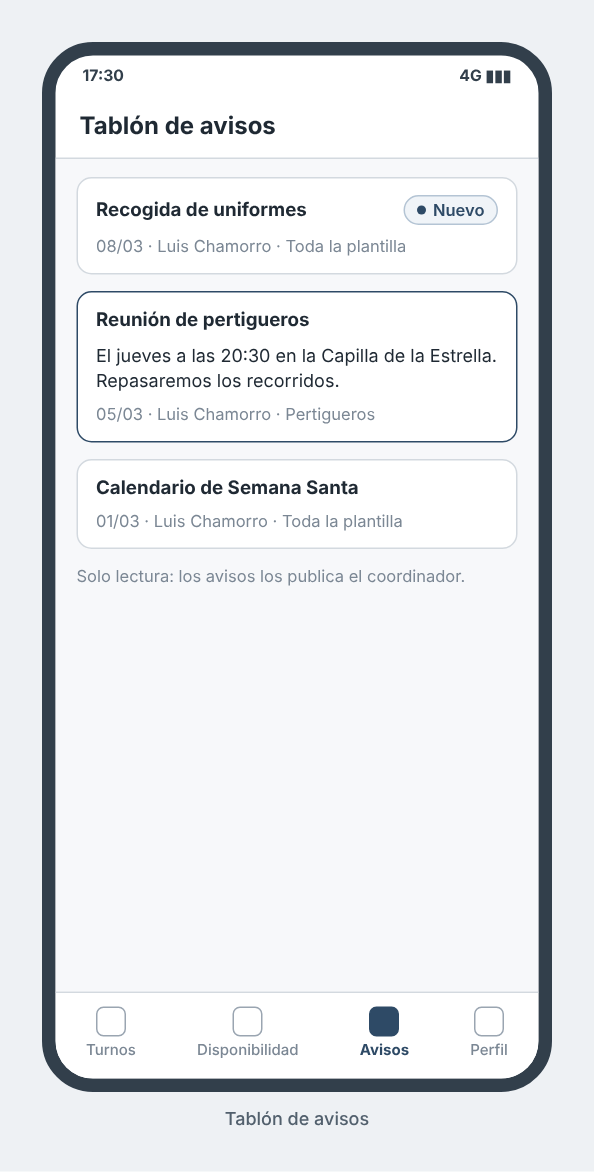 17:30
4G
Tablón de avisos
Recogida de uniformes
Nuevo
08/03 · Luis Chamorro · Toda la plantilla
Reunión de pertigueros
El jueves a las 20:30 en la Capilla de la Estrella.
Repasaremos los recorridos.
05/03 · Luis Chamorro · Pertigueros
Calendario de Semana Santa
01/03 · Luis Chamorro · Toda la plantilla
Solo lectura: los avisos los publica el coordinador.
Turnos
Disponibilidad
Avisos
Perfil
Tablón de avisos